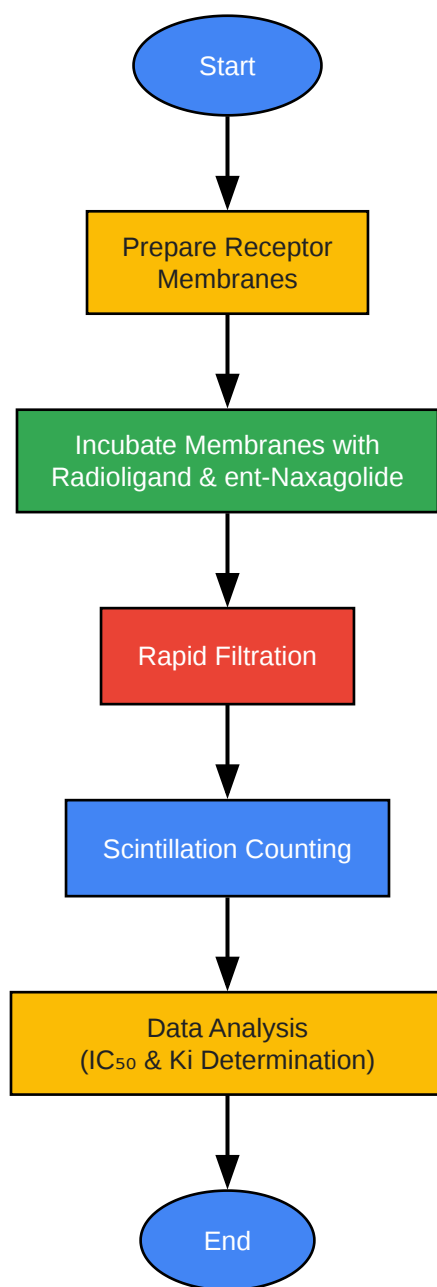 Start
Prepare Receptor
Membranes
Incubate Membranes with
Radioligand & ent-Naxagolide
Rapid Filtration
Scintillation Counting
Data Analysis
(IC₅₀ & Ki Determination)
End